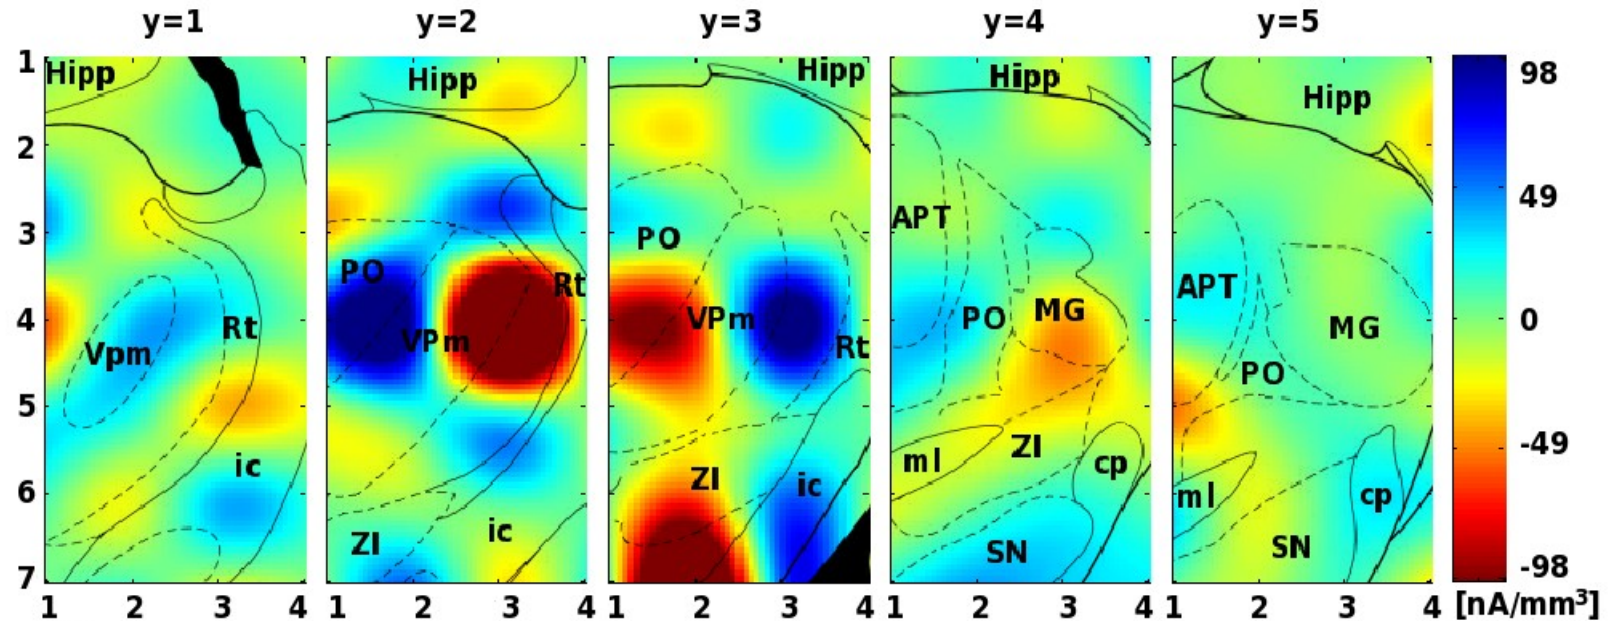 y=1 y=2 y=3 y=4 y=5
1 Hipp Hipp Hipp Hipp Hipp 98
2
49
3 PO APT
PO Rt APT
4 Vpm Rt VPm VPm Rt PO MG MG 0
PO
5
ic ml ZI cp -49
6 ZI ic ml cp
ZI ic SN SN
7 -98
1 2 3 4 1 2 3 4 1 2 3 4 1 2 3 4 1 2 3 4 [nA/mm³]